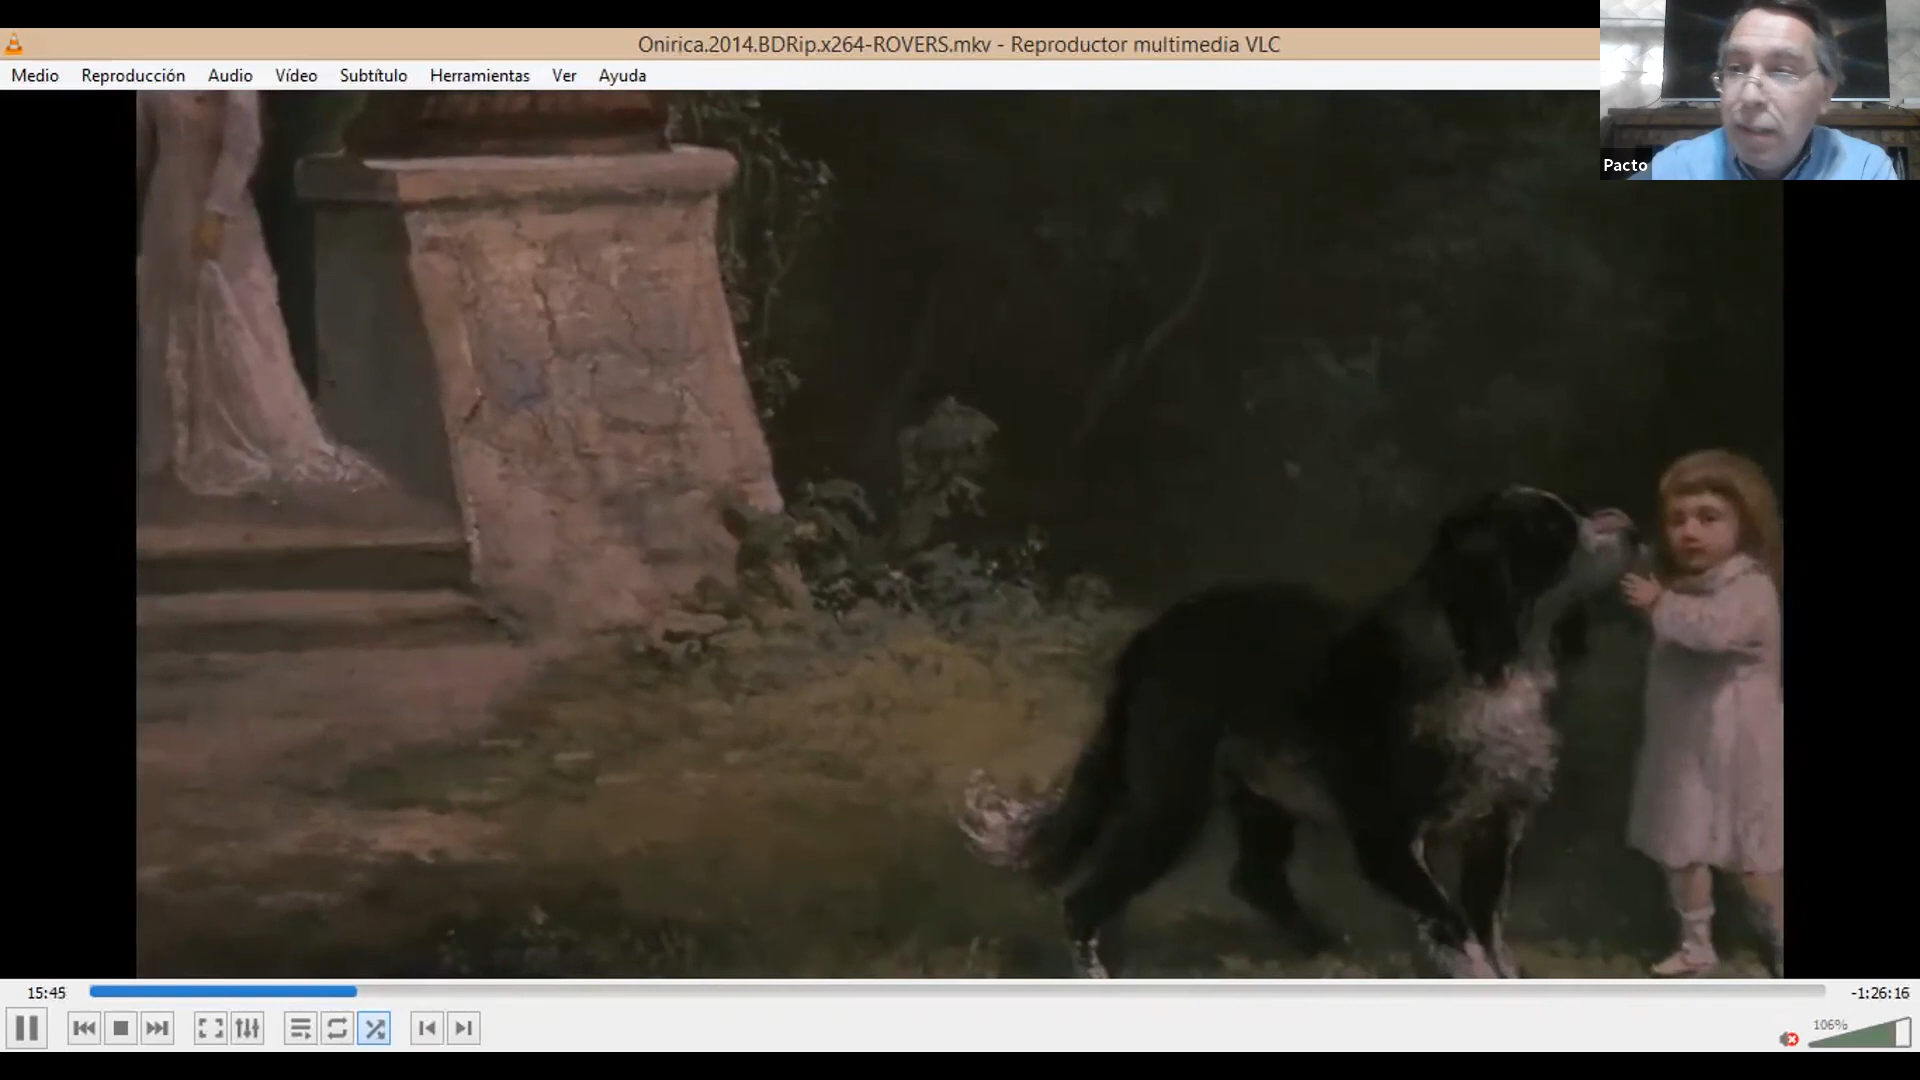 Onirica.2014.BDRip.x264-ROVERS.mkv - Reproductor multimedia VLC
Medio Reproducción Audio Vídeo Subtítulo Herramientas Ver Ayuda
Pacto
15:45
-1:26:16
106%